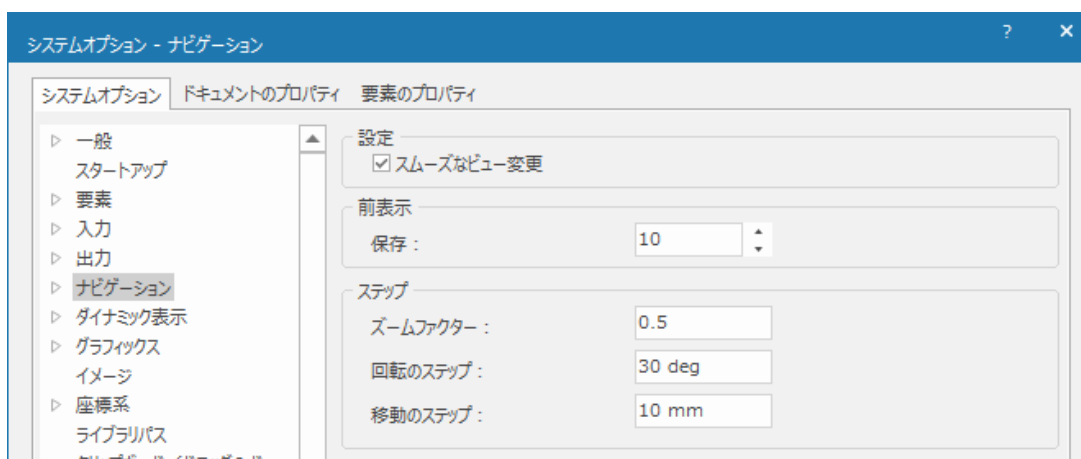 システムオプション - ナビゲーション
? ×
システムオプション ドキュメントのプロパティ 要素のプロパティ
一般
スタートアップ
要素
入力
出力
ナビゲーション
ダイナミック表示
グラフィックス
イメージ
座標系
ライブラリパス
設定
スムーズなビュー変更
前表示
保存 : 10
ステップ
ズームファクター : 0.5
回転のステップ : 30 deg
移動のステップ : 10 mm